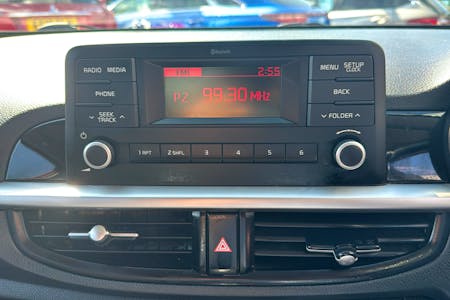 Bluetooth
RADIO MEDIA
FM1 2:55
MENU SETUP
CLOCK
PHONE
P2 99.30 MHz
BACK
SEEK
TRACK
FOLDER
1 RPT 2 SHFL 3 4 5 6